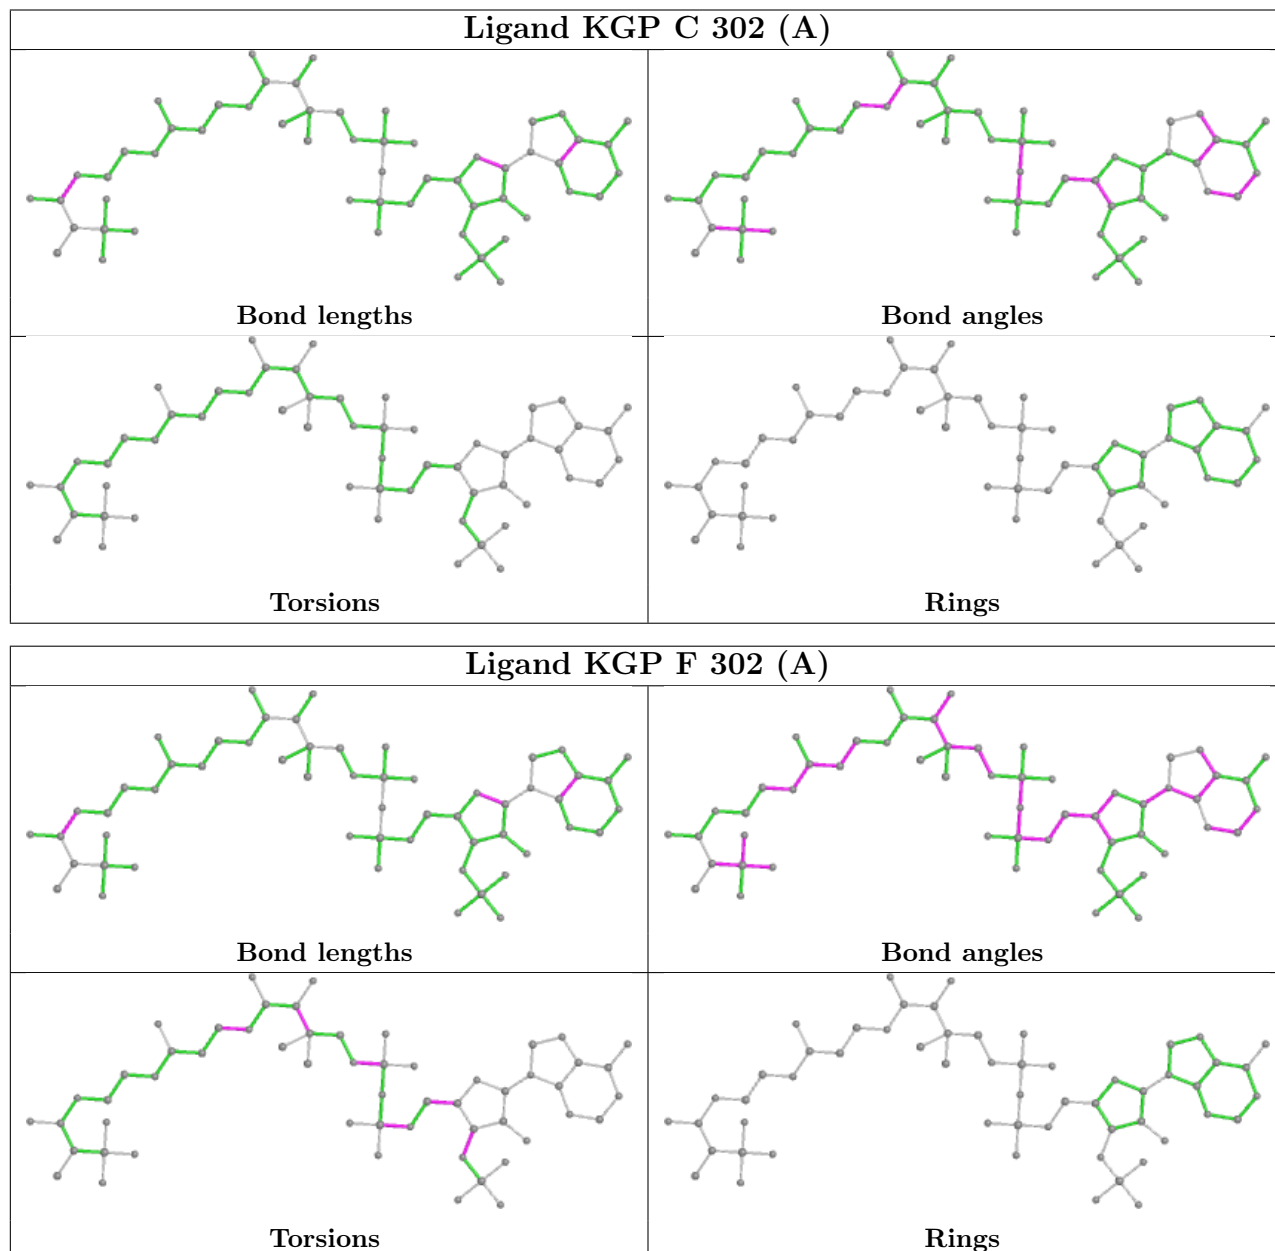 Ligand KGP C 302 (A)
Bond lengths
Bond angles
Torsions
Rings
Ligand KGP F 302 (A)
Bond lengths
Bond angles
Torsions
Rings